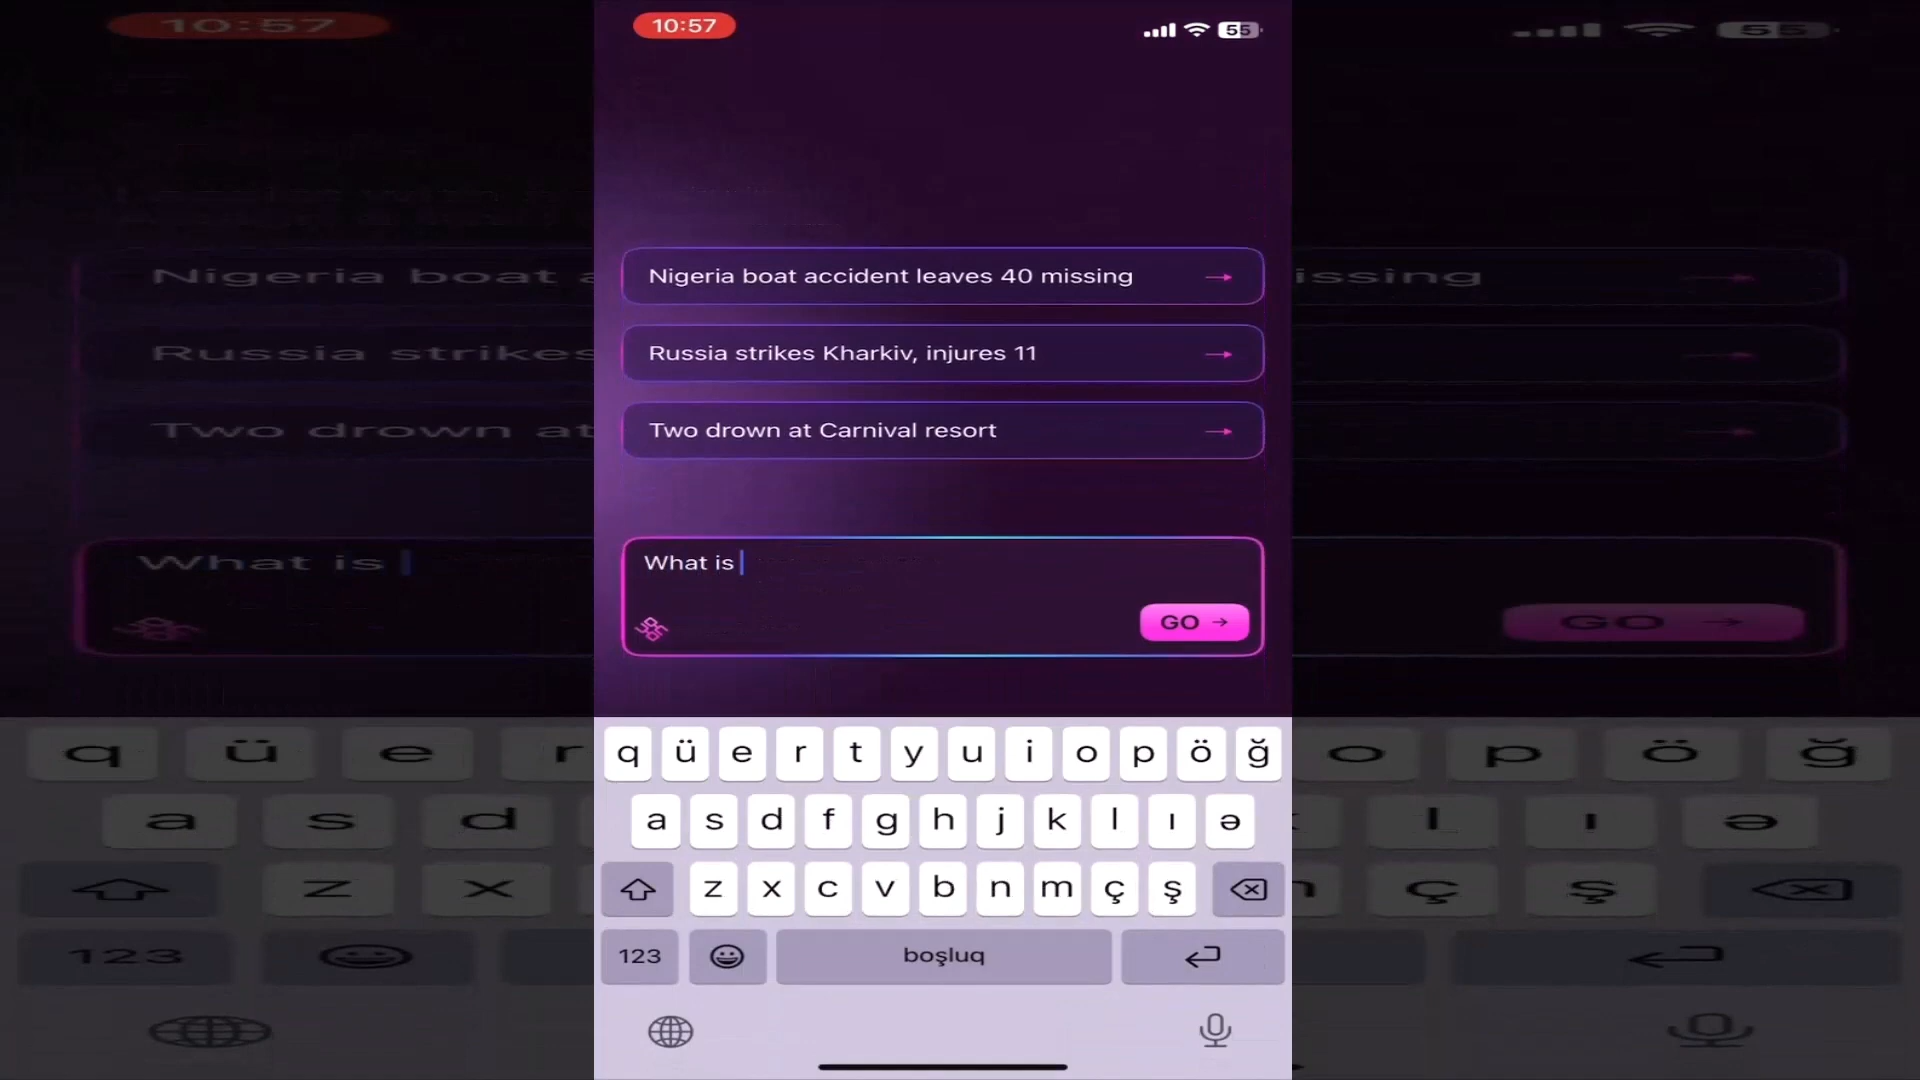 10:57
55
Nigeria boat accident leaves 40 missing
Russia strikes Kharkiv, injures 11
Two drown at Carnival resort
What is
GO →
q ü e r t y u i o p ö ğ
a s d f g h j k l ı ə
z x c v b n m ç ş
123 boşluq